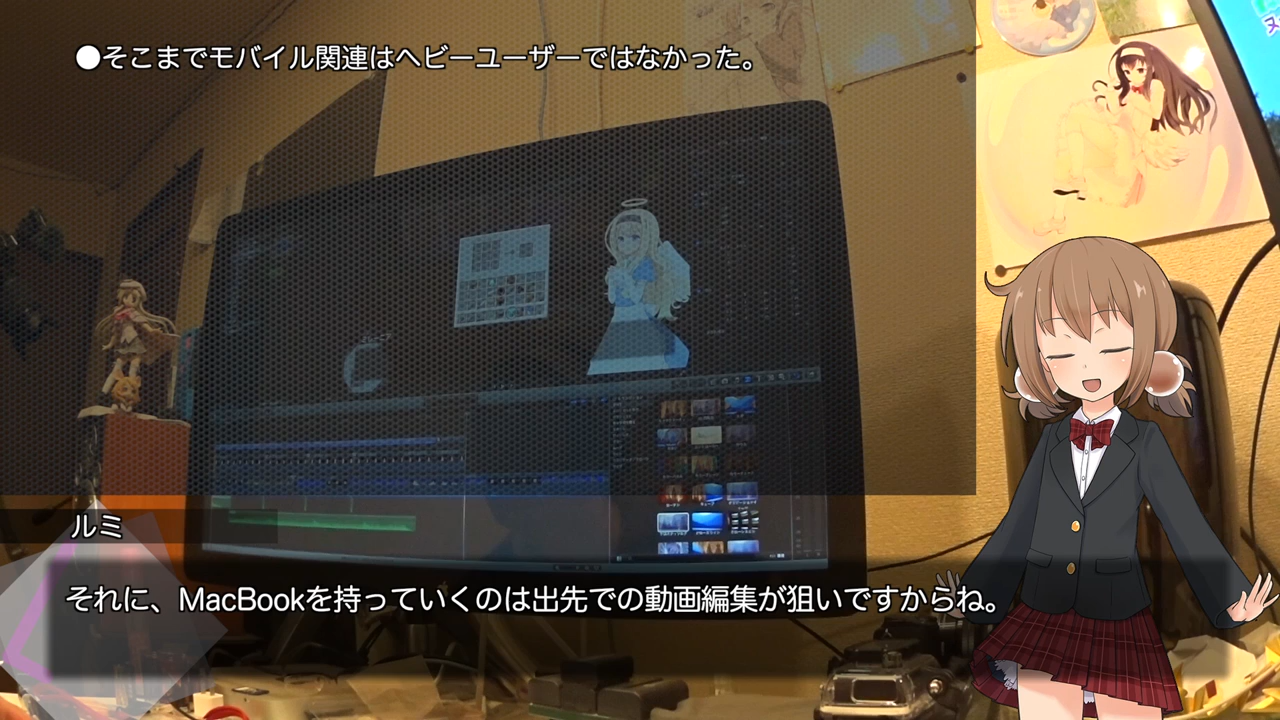 ●そこまでモバイル関連はヘビーユーザーではなかった。
ルミ
それに、MacBookを持っていくのは出先での動画編集が狙いですからね。